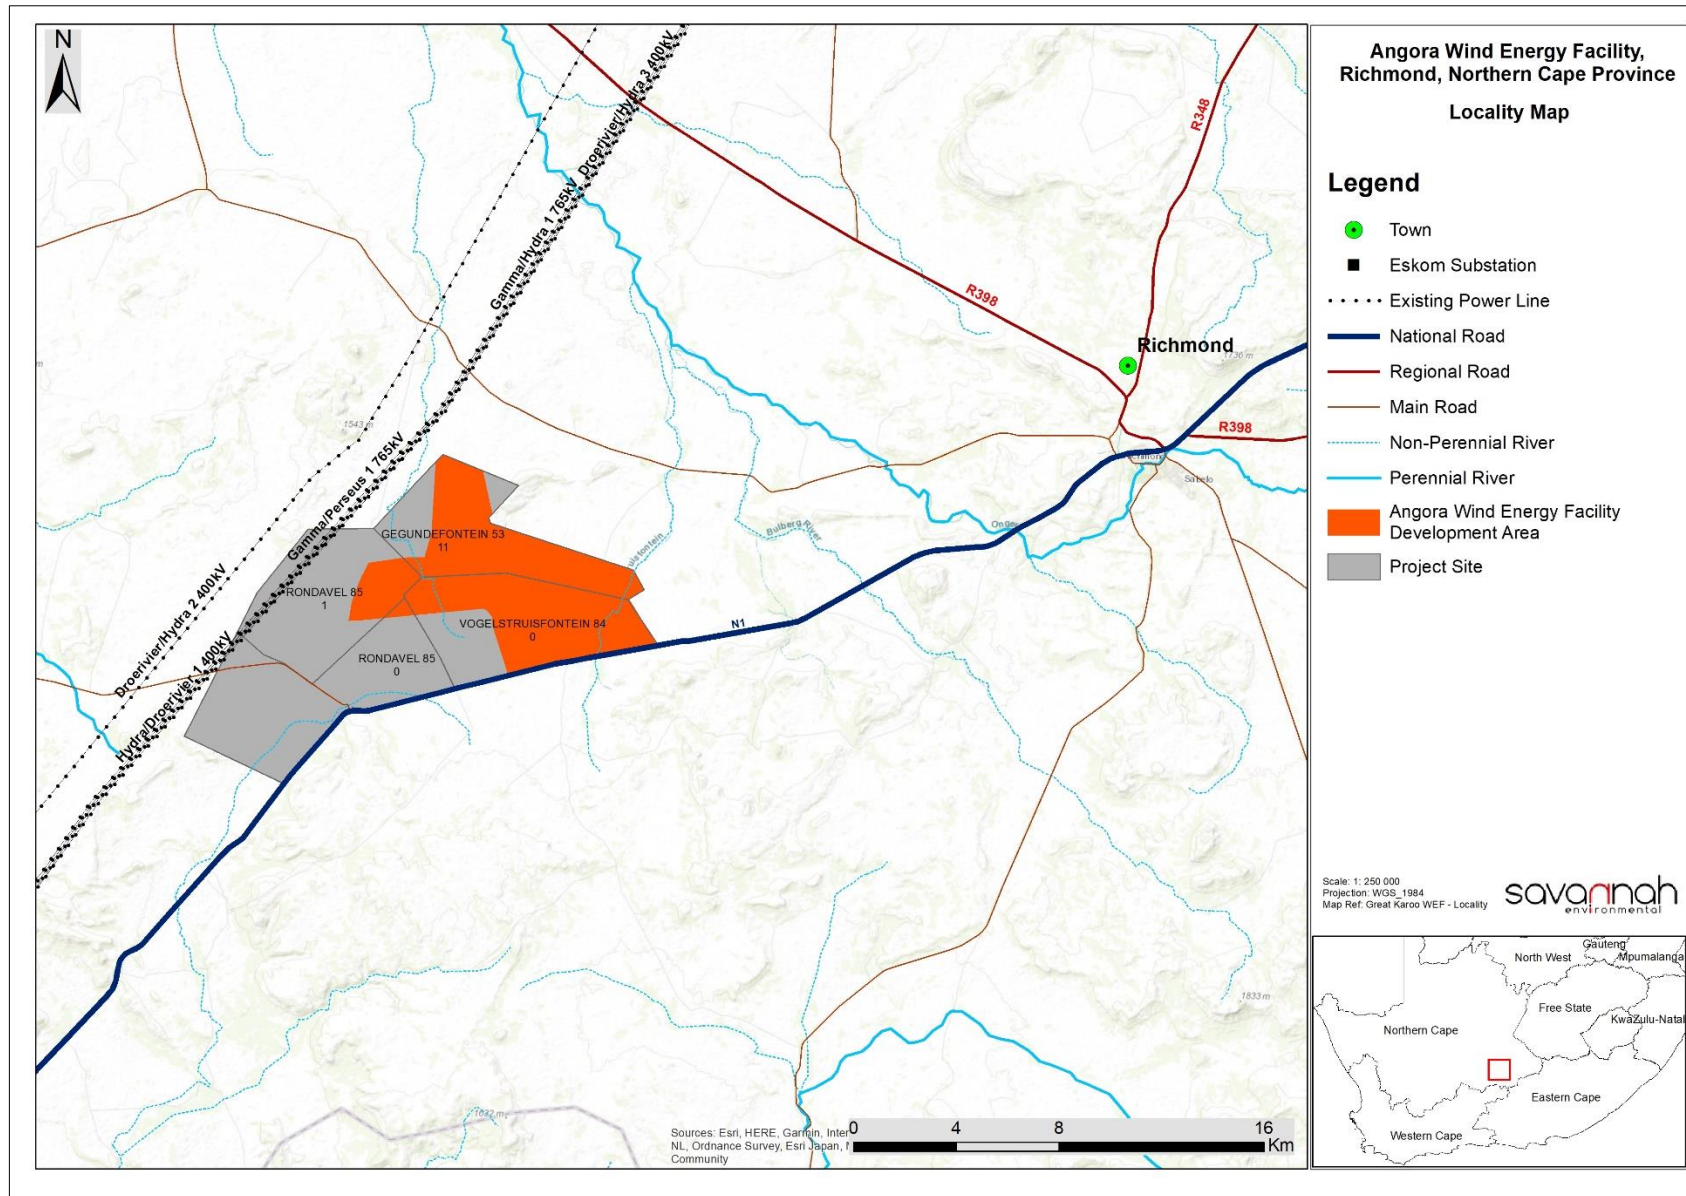 N
Droerivier/Hydra 3 400kV
Gamma/Hydra 1 765kV
Gamma/Perseus 1 765kV
Droerivier/Hydra 2 400kV
Hydra/Droerivier 1 400kV
R348
R398
Richmond
1736 m
R398
Sabelo
1543 m
Bulberg River
GEGUNDEFONTEIN 53
11
RONDAVEL 85
1
VOGELSTRUISFONTEIN 84
0
RONDAVEL 85
0
N1
1833 m
1632 m
Sources: Esri, HERE, Garmin, Inter
NL, Ordnance Survey, Esri Japan,
Community
0 4 8 16
Km
Angora Wind Energy Facility,
Richmond, Northern Cape Province
Locality Map
Legend
Town
Eskom Substation
Existing Power Line
National Road
Regional Road
Main Road
Non-Perennial River
Perennial River
Angora Wind Energy Facility
Development Area
Project Site
Scale: 1: 250 000
Projection: WGS_1984
Map Ref: Great Karoo WEF - Locality
savannah
environmental
Gauteng
North West
Mpumalanga
Free State
KwaZulu-Natal
Northern Cape
Eastern Cape
Western Cape